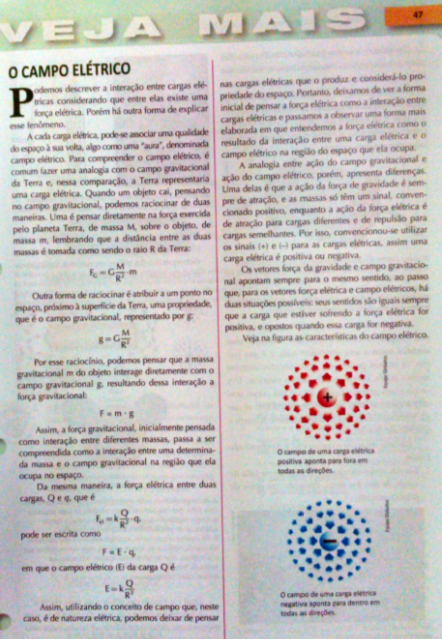 VEJA MAIS
47
O CAMPO ELÉTRICO
Podemos descrever a interação entre cargas elé-
tricas considerando que entre elas existe uma
força elétrica. Porém há outra forma de explicar
esse fenômeno.
A cada carga elétrica, pode-se associar uma qualidade
do espaço à sua volta, algo como uma "aura", denominada
campo elétrico. Para compreender o campo elétrico, é
comum fazer uma analogia com o campo gravitacional
da Terra e, nessa comparação, a Terra representaria
uma carga elétrica. Quando um objeto cai, pensando
no campo gravitacional, podemos raciocinar de duas
maneiras. Uma é pensar diretamente na força exercida
pelo planeta Terra, de massa M, sobre o objeto, de
massa m, lembrando que a distância entre as duas
massas é tomada como sendo o raio R da Terra:
F_G = G M/R² · m
Outra forma de raciocinar é atribuir a um ponto no
espaço, próximo à superfície da Terra, uma propriedade,
que é o campo gravitacional, representado por g:
g = G M/R²
Por esse raciocínio, podemos pensar que a massa
gravitacional m do objeto interage diretamente com o
campo gravitacional g, resultando dessa interação a
força gravitacional:
F = m · g
Assim, a força gravitacional, inicialmente pensada
como interação entre diferentes massas, passa a ser
compreendida como a interação entre uma determina-
da massa e o campo gravitacional na região que ela
ocupa no espaço.
Da mesma maneira, a força elétrica entre duas
cargas, Q e q, que é
F_el = k Q/R² · q,
pode ser escrita como
F = E · q,
em que o campo elétrico (E) da carga Q é
E = k Q/R²
Assim, utilizando o conceito de campo que, neste
caso, é de natureza elétrica, podemos deixar de pensar
nas cargas elétricas que o produz e considerá-lo pro-
priedade do espaço. Portanto, deixamos de ver a forma
inicial de pensar a força elétrica como a interação entre
cargas elétricas e passamos a observar uma forma mais
elaborada em que entendemos a força elétrica como o
resultado da interação entre uma carga elétrica e o
campo elétrico na região do espaço que ela ocupa.
A analogia entre ação do campo gravitacional e
ação do campo elétrico, porém, apresenta diferenças.
Uma delas é que a ação da força de gravidade é sem-
pre de atração, e as massas só têm um sinal, conven-
cionado positivo, enquanto a ação da força elétrica é
de atração para cargas diferentes e de repulsão para
cargas semelhantes. Por isso, convencionou-se utilizar
os sinais (+) e (–) para as cargas elétricas, assim uma
carga elétrica é positiva ou negativa.
Os vetores força da gravidade e campo gravitacio-
nal apontam sempre para o mesmo sentido, ao passo
que, para os vetores força elétrica e campo elétricos, há
duas situações possíveis: seus sentidos são iguais sempre
que a carga que estiver sofrendo a força elétrica for
positiva, e opostos quando essa carga for negativa.
Veja na figura as características do campo elétrico.
+
O campo de uma carga elétrica
positiva aponta para fora em
todas as direções.
–
O campo de uma carga elétrica
negativa aponta para dentro em
todas as direções.